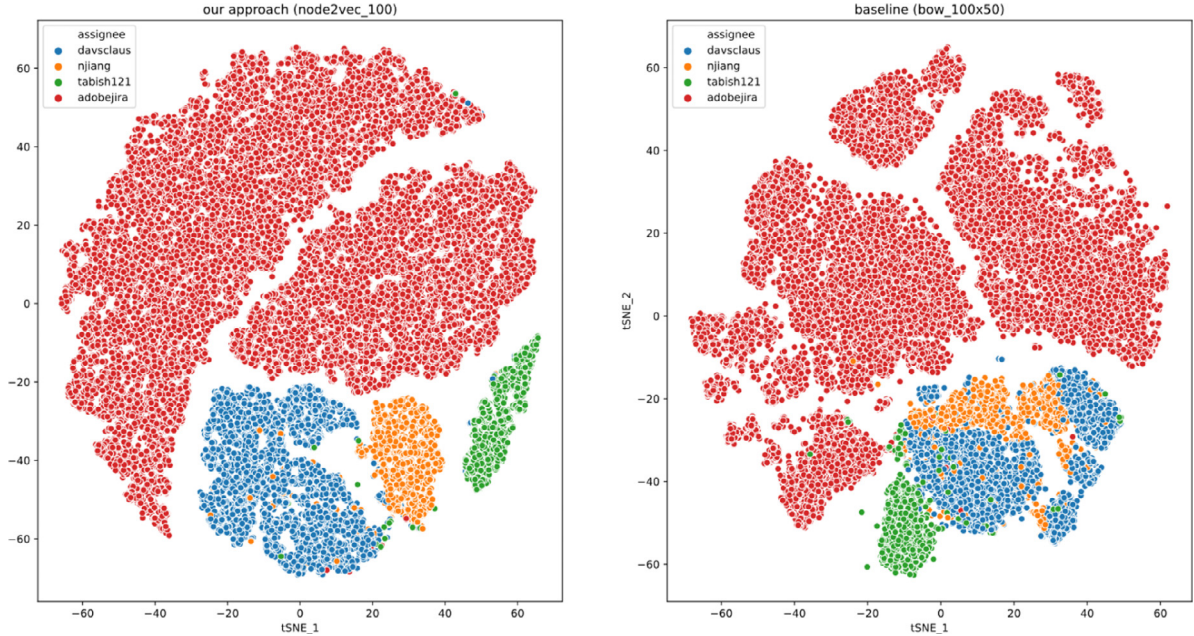 our approach (node2vec_100)
assignee
davsclaus
njiang
tabish121
adobejira
60
40
20
0
−20
−40
−60
−60
−40
−20
0
20
40
60
tSNE_1
baseline (bow_100x50)
assignee
davsclaus
njiang
tabish121
adobejira
tSNE_2
60
40
20
0
−20
−40
−60
−60
−40
−20
0
20
40
60
tSNE_1